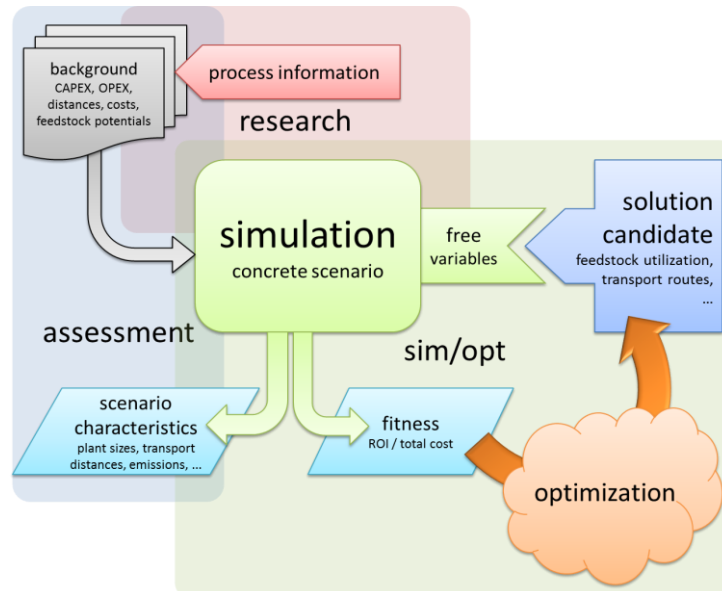 background
CAPEX, OPEX,
distances, costs,
feedstock potentials
process information
research
simulation
concrete scenario
free
variables
solution
candidate
feedstock utilization,
transport routes,
...
assessment
sim/opt
scenario
characteristics
plant sizes, transport
distances, emissions, ...
fitness
ROI / total cost
optimization